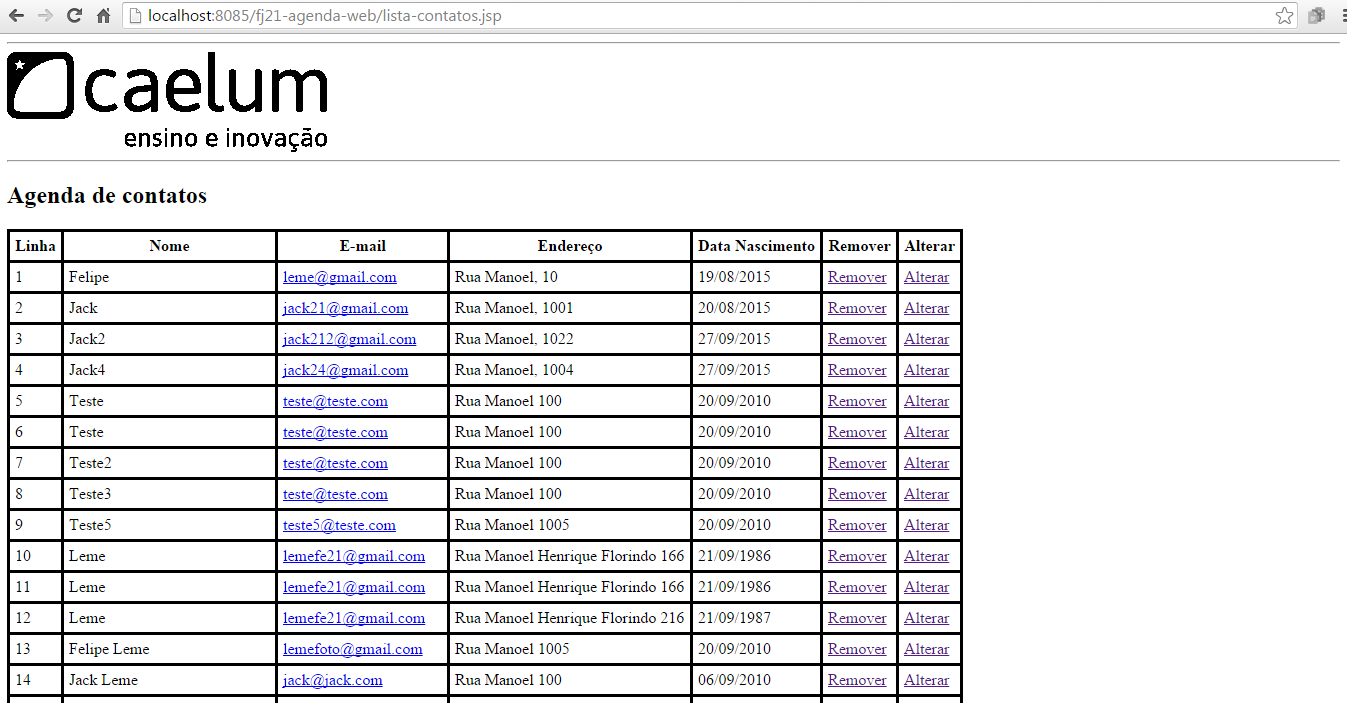 localhost:8085/fj21-agenda-web/lista-contatos.jsp
caelum
ensino e inovação
Agenda de contatos
Linha Nome E-mail Endereço Data Nascimento Remover Alterar
1 Felipe leme@gmail.com Rua Manoel, 10 19/08/2015 Remover Alterar
2 Jack jack21@gmail.com Rua Manoel, 1001 20/08/2015 Remover Alterar
3 Jack2 jack212@gmail.com Rua Manoel, 1022 27/09/2015 Remover Alterar
4 Jack4 jack24@gmail.com Rua Manoel, 1004 27/09/2015 Remover Alterar
5 Teste teste@teste.com Rua Manoel 100 20/09/2010 Remover Alterar
6 Teste teste@teste.com Rua Manoel 100 20/09/2010 Remover Alterar
7 Teste2 teste@teste.com Rua Manoel 100 20/09/2010 Remover Alterar
8 Teste3 teste@teste.com Rua Manoel 100 20/09/2010 Remover Alterar
9 Teste5 teste5@teste.com Rua Manoel 1005 20/09/2010 Remover Alterar
10 Leme lemefe21@gmail.com Rua Manoel Henrique Florindo 166 21/09/1986 Remover Alterar
11 Leme lemefe21@gmail.com Rua Manoel Henrique Florindo 166 21/09/1986 Remover Alterar
12 Leme lemefe21@gmail.com Rua Manoel Henrique Florindo 216 21/09/1987 Remover Alterar
13 Felipe Leme lemefoto@gmail.com Rua Manoel 1005 20/09/2010 Remover Alterar
14 Jack Leme jack@jack.com Rua Manoel 100 06/09/2010 Remover Alterar